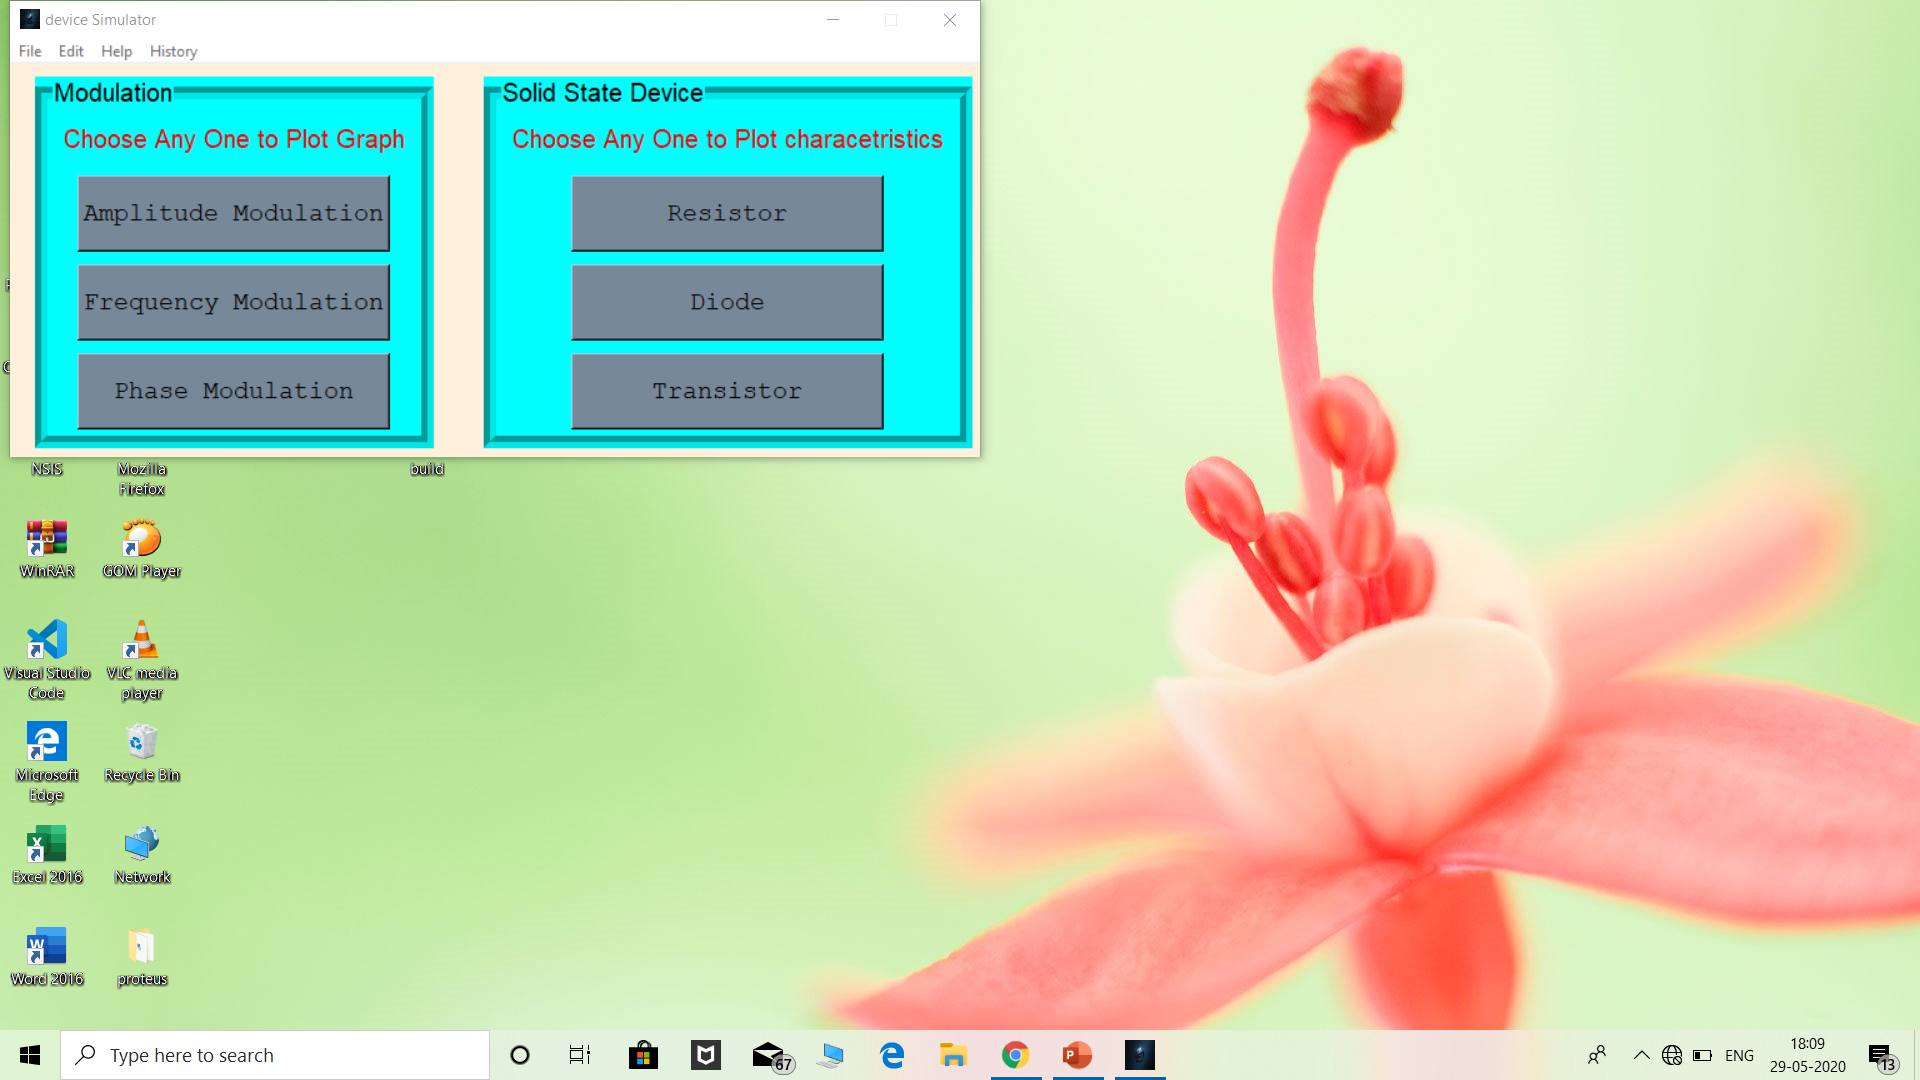 device Simulator
File Edit Help History
Modulation
Choose Any One to Plot Graph
Amplitude Modulation
Frequency Modulation
Phase Modulation
Solid State Device
Choose Any One to Plot characetristics
Resistor
Diode
Transistor
NSIS
Mozilla
Firefox
build
WinRAR
GOM Player
Visual Studio
Code
VLC media
player
Microsoft
Edge
Recycle Bin
Excel 2016
Network
Word 2016
proteus
Type here to search
67
ENG
18:09
29-05-2020
13